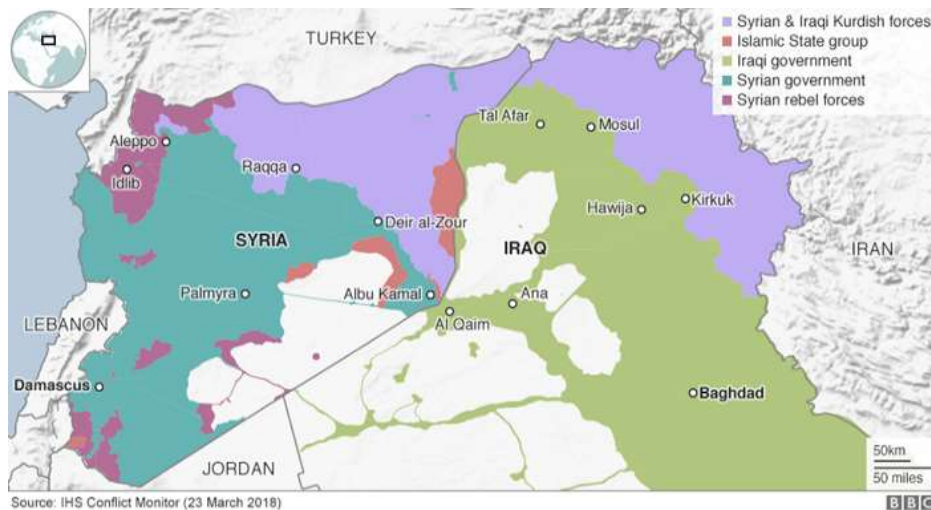 Syrian & Iraqi Kurdish forces
Islamic State group
Iraqi government
Syrian government
Syrian rebel forces
TURKEY
Tal Afar
Mosul
Aleppo
Raqqa
Idlib
Kirkuk
Hawija
Deir al-Zour
SYRIA
IRAQ
IRAN
Palmyra
Albu Kamal
Ana
Al Qaim
LEBANON
Damascus
Baghdad
JORDAN
50km
50 miles
Source: IHS Conflict Monitor (23 March 2018)
BBC